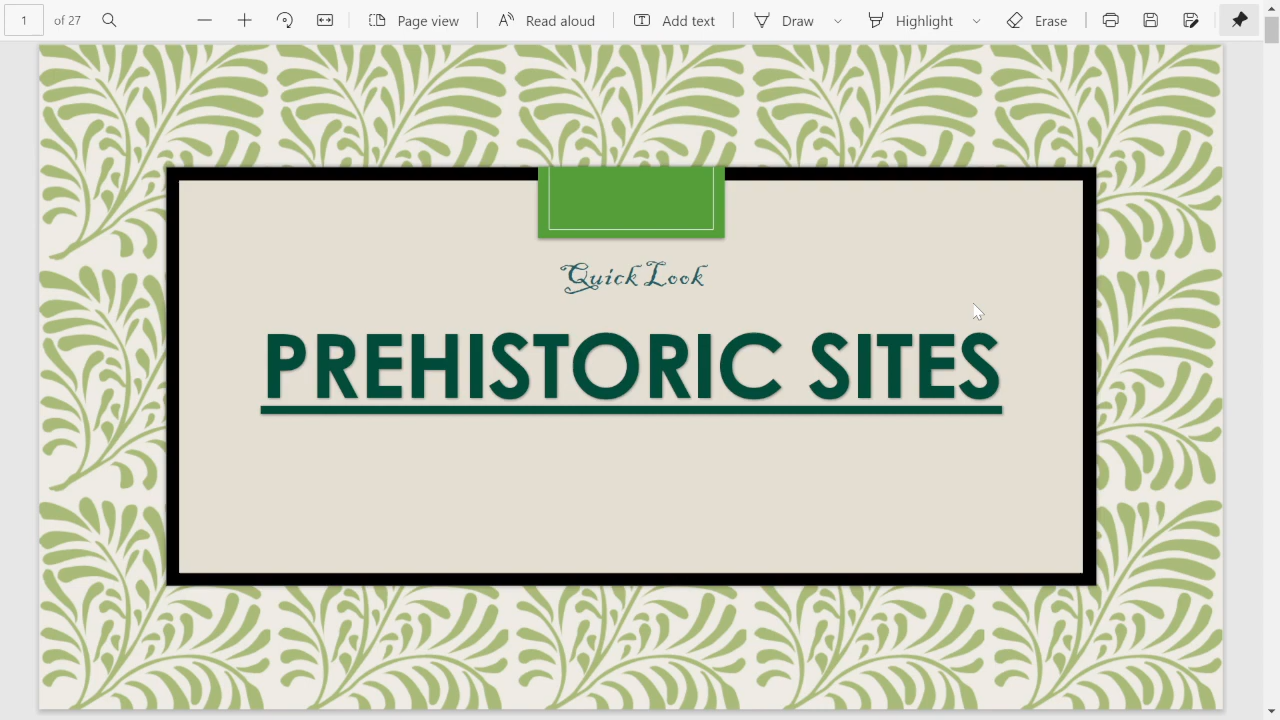 1 of 27 Page view Read aloud Add text Draw Highlight Erase
Quick Look
PREHISTORIC SITES